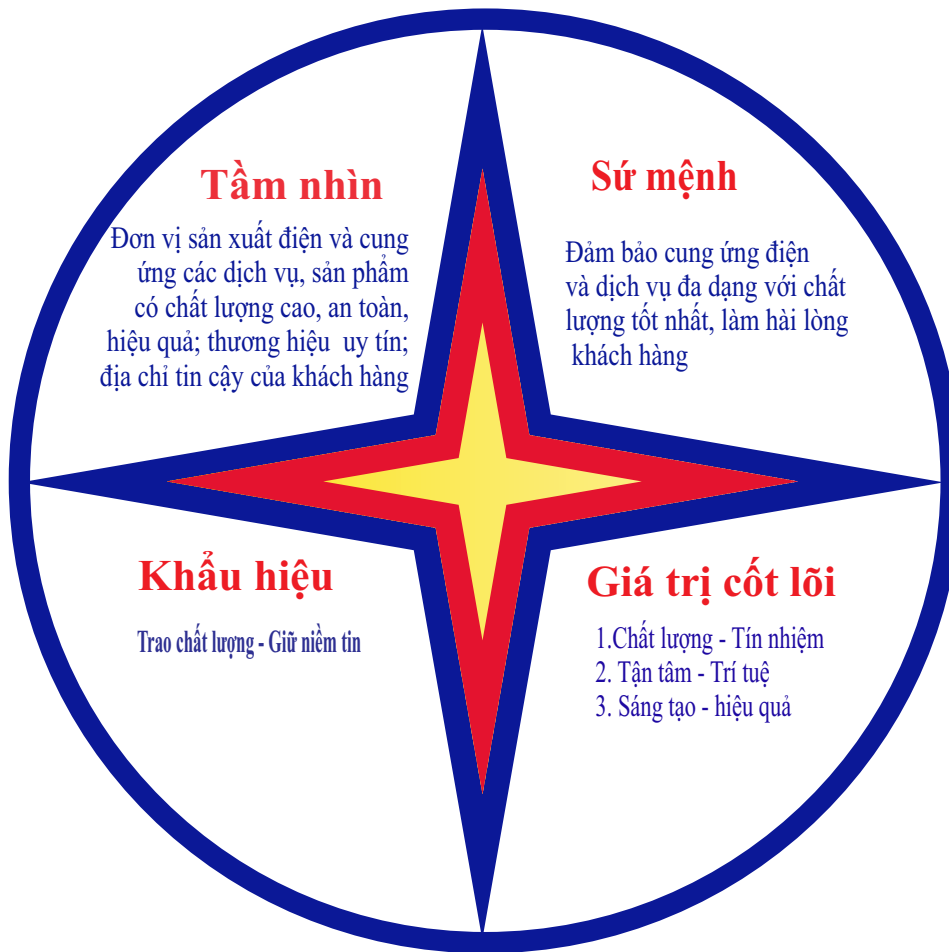 Tầm nhìn
Đơn vị sản xuất điện và cung
ứng các dịch vụ, sản phẩm
có chất lượng cao, an toàn,
hiệu quả; thương hiệu uy tín;
địa chỉ tin cậy của khách hàng
Sứ mệnh
Đảm bảo cung ứng điện
và dịch vụ đa dạng với chất
lượng tốt nhất, làm hài lòng
khách hàng
Khẩu hiệu
Trao chất lượng - Giữ niềm tin
Giá trị cốt lõi
1.Chất lượng - Tín nhiệm
2. Tận tâm - Trí tuệ
3. Sáng tạo - hiệu quả